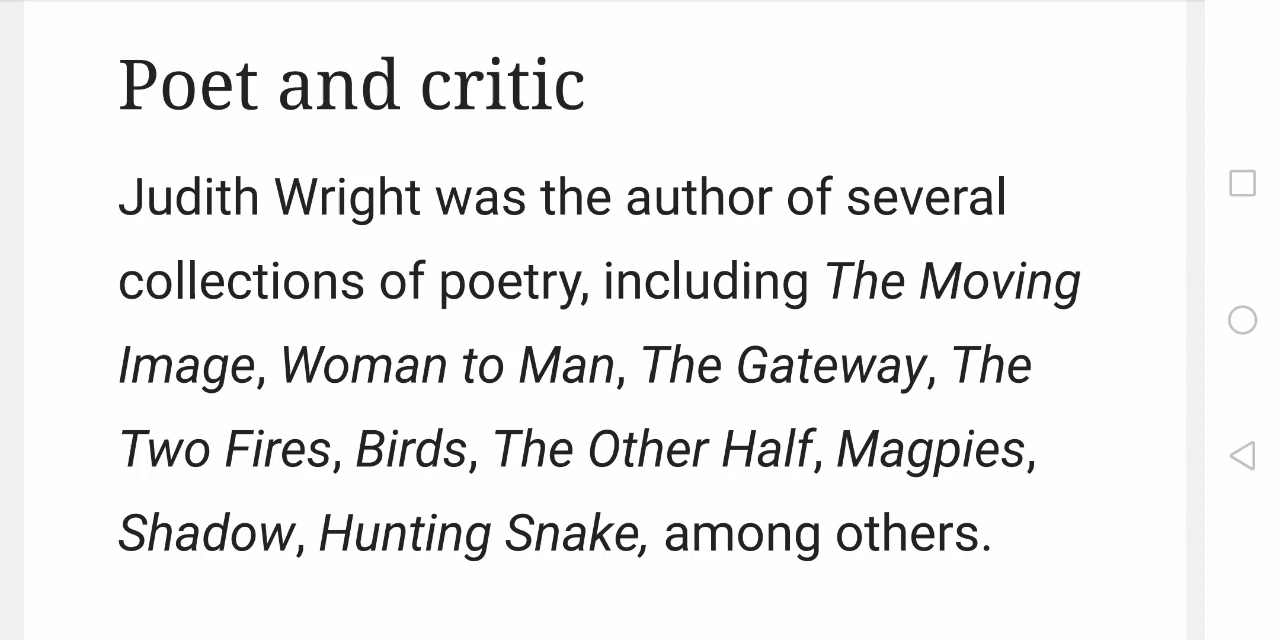 Poet and critic
Judith Wright was the author of several
collections of poetry, including The Moving
Image, Woman to Man, The Gateway, The
Two Fires, Birds, The Other Half, Magpies,
Shadow, Hunting Snake, among others.